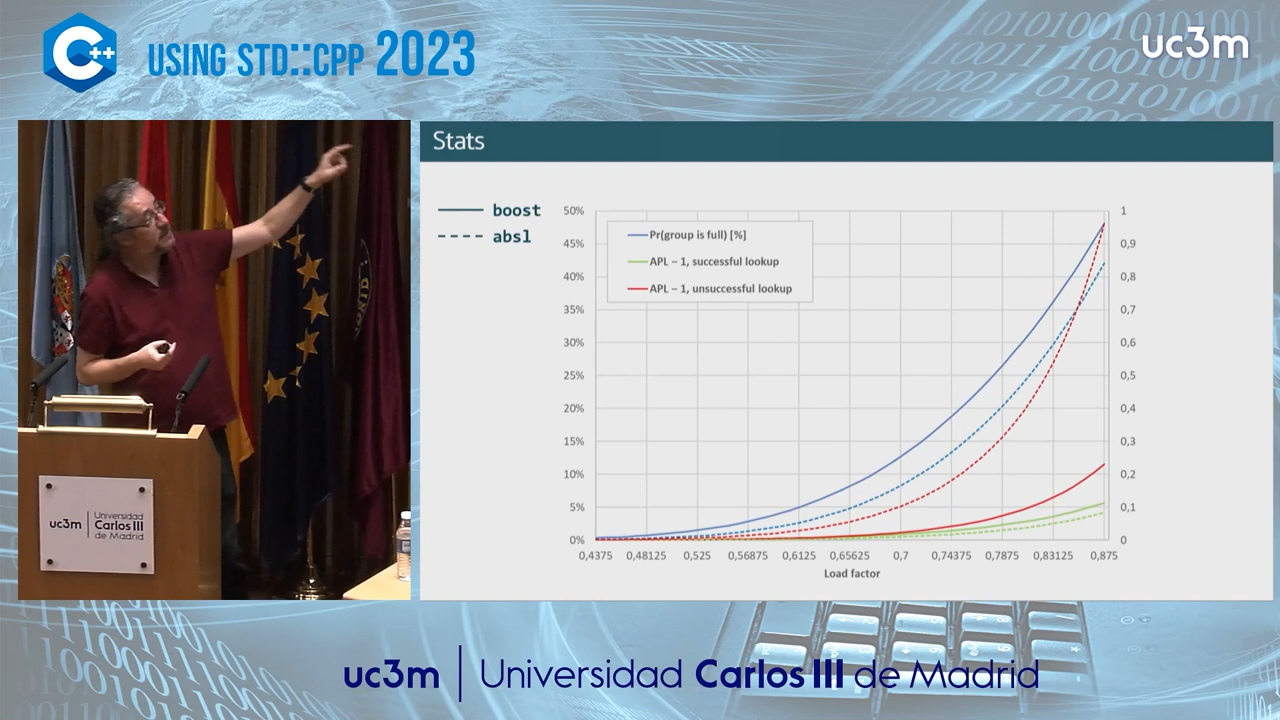 C++
USING STD::CPP 2023
uc3m
Stats
boost
absl
50%
45%
40%
35%
30%
25%
20%
15%
10%
5%
0%
Pr(group is full) [%]
APL – 1, successful lookup
APL – 1, unsuccessful lookup
1
0,9
0,8
0,7
0,6
0,5
0,4
0,3
0,2
0,1
0
0,4375 0,48125 0,525 0,56875 0,6125 0,65625 0,7 0,74375 0,7875 0,83125 0,875
Load factor
uc3m | Universidad
Carlos III
de Madrid
uc3m | Universidad Carlos III de Madrid